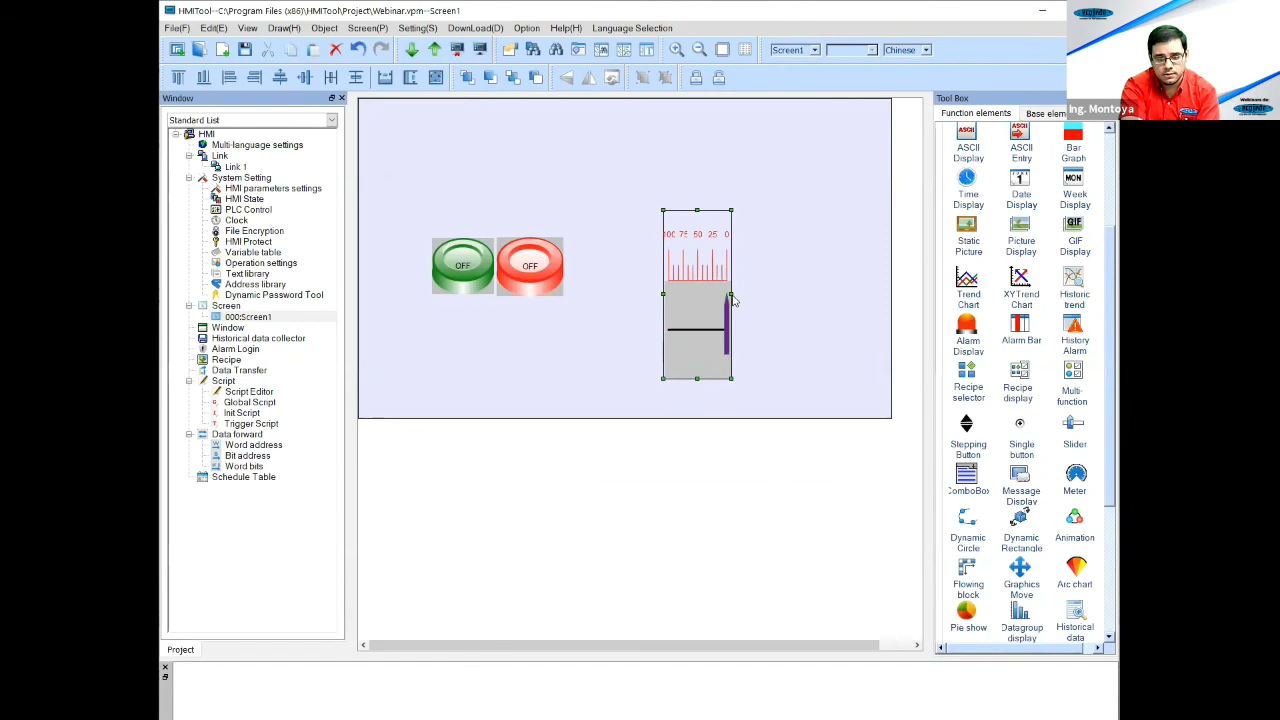 HMITool--C:\Program Files (x86)\HMITool\Project\Webinar.vpm--Screen1
File(F) Edit(E) View Draw(H) Object Screen(P) Setting(S) DownLoad(D) Option Help(H) Language Selection
Screen1 Chinese
Window
Standard List
HMI
Multi-language settings
Link
Link 1
System Setting
HMI parameters settings
HMI State
PLC Control
Clock
File Encryption
HMI Protect
Variable table
Operation settings
Text library
Address library
Dynamic Password Tool
Screen
000:Screen1
Window
Historical data collector
Alarm Login
Recipe
Data Transfer
Script
Script Editor
Global Script
Init Script
Trigger Script
Data forward
Word address
Bit address
Word bits
Schedule Table
Project
OFF OFF
75 50 25 0
Tool Box
Function elements Base elem
ASCII Display
ASCII Entry
Bar Graph
Time Display
Date Display
Week Display
Static Picture
Picture Display
GIF Display
Trend Chart
XYTrend Chart
Historic trend
Alarm Display
Alarm Bar
History Alarm
Recipe selector
Recipe display
Multi-function
Stepping Button
Single button
Slider
ComboBox
Message Display
Meter
Dynamic Circle
Dynamic Rectangle
Animation
Flowing block
Graphics Move
Arc chart
Pie show
Datagroup display
Historical data
Ing. Montoya